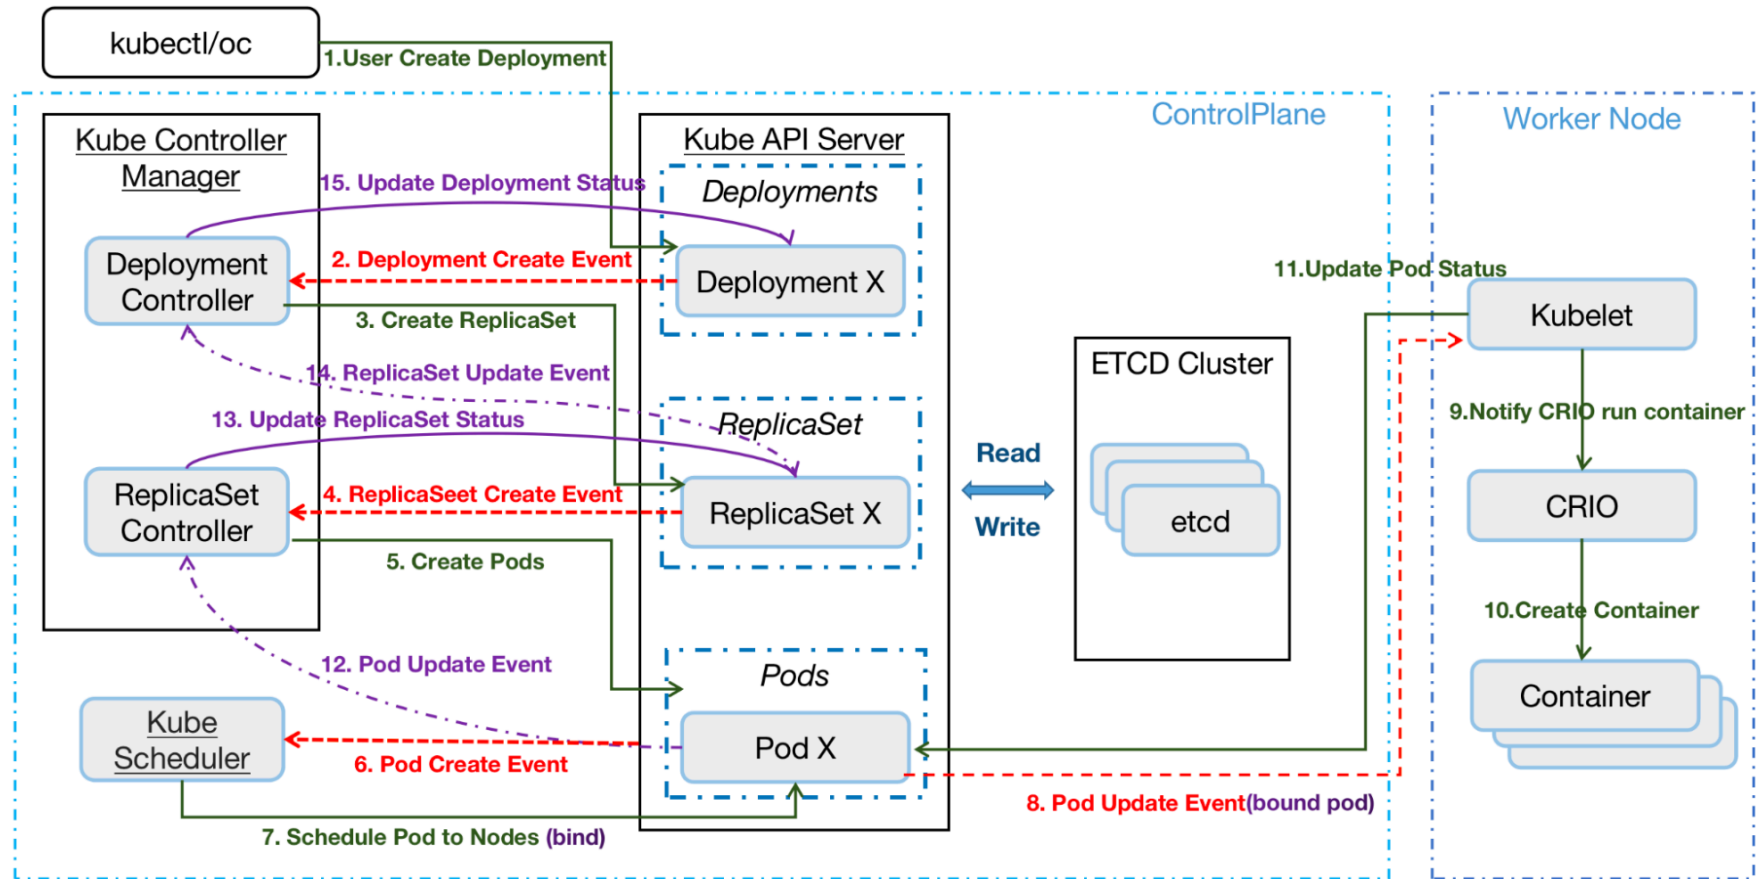 kubectl/oc
1.User Create Deployment
ControlPlane
Worker Node
Kube Controller
Manager
Kube API Server
15. Update Deployment Status
Deployments
Deployment
Controller
2. Deployment Create Event
Deployment X
11.Update Pod Status
Kubelet
3. Create ReplicaSet
ETCD Cluster
14. ReplicaSet Update Event
13. Update ReplicaSet Status
ReplicaSet
9.Notify CRIO run container
Read
ReplicaSet
Controller
4. ReplicaSeet Create Event
ReplicaSet X
Write
etcd
CRIO
5. Create Pods
10.Create Container
12. Pod Update Event
Pods
Container
Kube
Scheduler
6. Pod Create Event
Pod X
8. Pod Update Event(bound pod)
7. Schedule Pod to Nodes (bind)